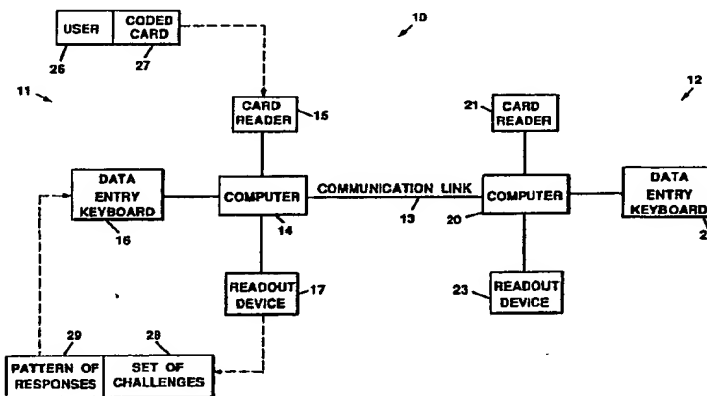 10
USER
CODED
CARD
26
27
11
12
CARD
READER
15
21
CARD
READER
DATA
ENTRY
KEYBOARD
16
COMPUTER
14
COMMUNICATION LINK
13
COMPUTER
20
DATA
ENTRY
KEYBOARD
READOUT
DEVICE
17
23
READOUT
DEVICE
29
28
PATTERN OF
RESPONSES
SET OF
CHALLENGES